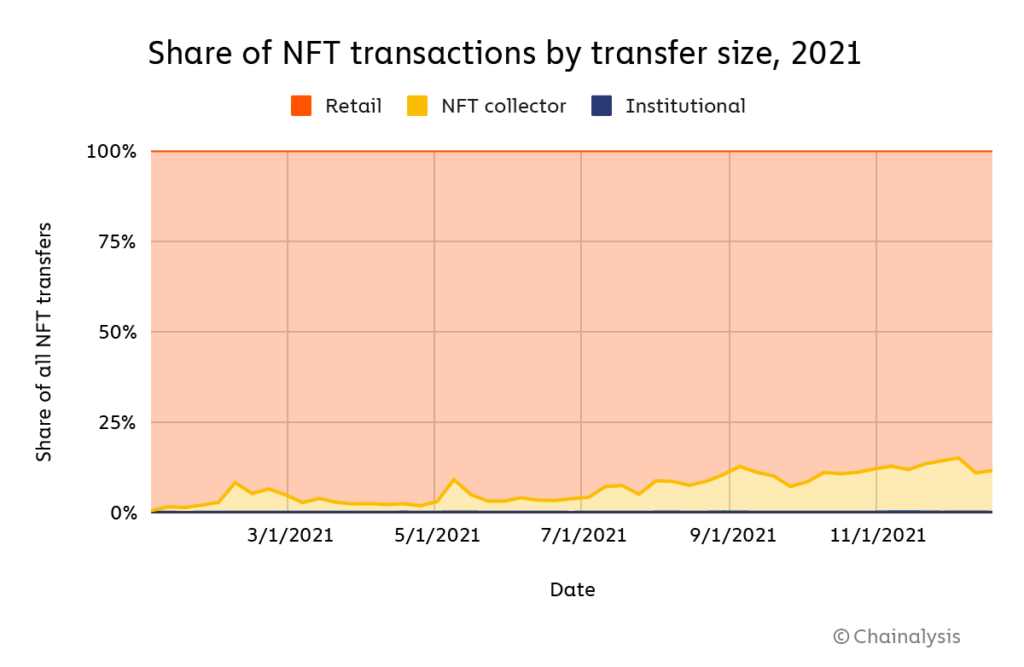 Share of NFT transactions by transfer size, 2021
Retail NFT collector Institutional
100%
75%
50%
25%
0%
Share of all NFT transfers
3/1/2021 5/1/2021 7/1/2021 9/1/2021 11/1/2021
Date
© Chainalysis